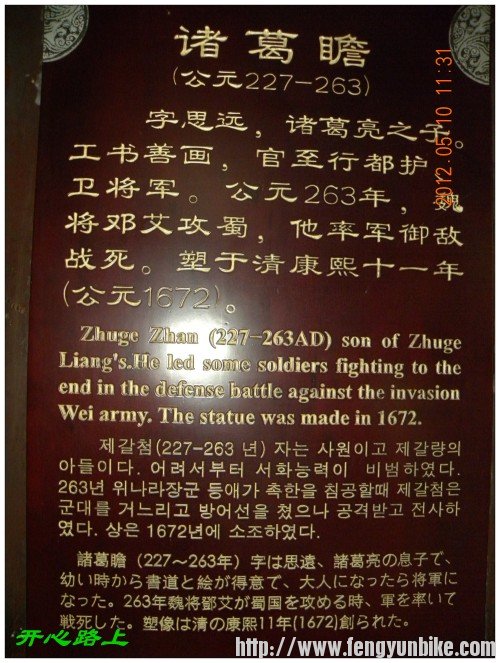 诸葛瞻
(公元227-263)
字思远，诸葛亮之子。
工书善画，官至行都护
卫将军。公元263年，魏
将邓艾攻蜀，他率军御敌
战死。塑于清康熙十一年
(公元1672)。
Zhuge Zhan (227-263AD) son of Zhuge
Liang's.He led some soldiers fighting to the
end in the defense battle against the invasion
Wei army. The statue was made in 1672.
제갈첨(227-263 년) 자는 사원이고 제갈량의
아들이다. 어려서부터 서화능력이 비범하였다.
263년 위나라장군 등애가 촉한을 침공할때 제갈첨은
군대를 거느리고 방어선을 쳤으나 공격받고 전사하
였다. 상은 1672년에 소조하였다.
諸葛瞻（227～263年）字は思遠、諸葛亮の息子で、
幼い時から書道と絵が得意で、大人になったら将軍に
なった。263年魏将鄧艾が蜀国を攻める時、軍を率いて
戦死した。塑像は清の康熙11年(1672)創られた。
2012.05.10 11:31
开心路上
http://www.fengyunbike.com